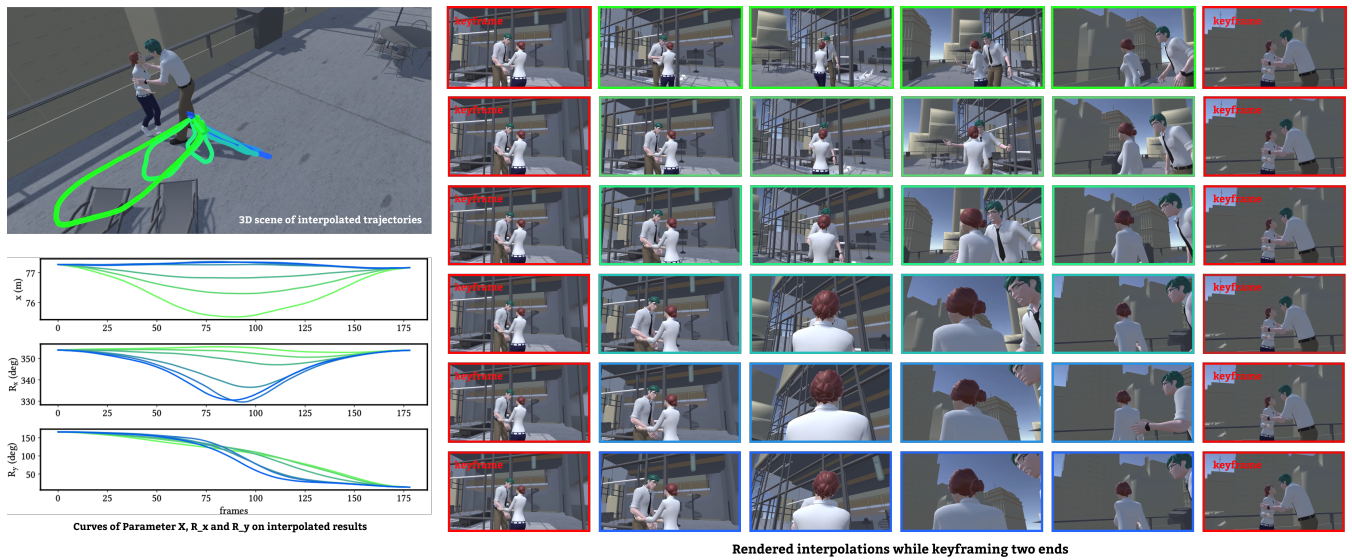 3D scene of interpolated trajectories
x (m)
77
76
0 25 50 75 100 125 150 175
R_x (deg)
350
340
330
0 25 50 75 100 125 150 175
R_y (deg)
150
100
50
0 25 50 75 100 125 150 175
frames
Curves of Parameter X, R_x and R_y on interpolated results
keyframe keyframe
keyframe keyframe
keyframe keyframe
keyframe keyframe
keyframe keyframe
keyframe keyframe
Rendered interpolations while keyframing two ends